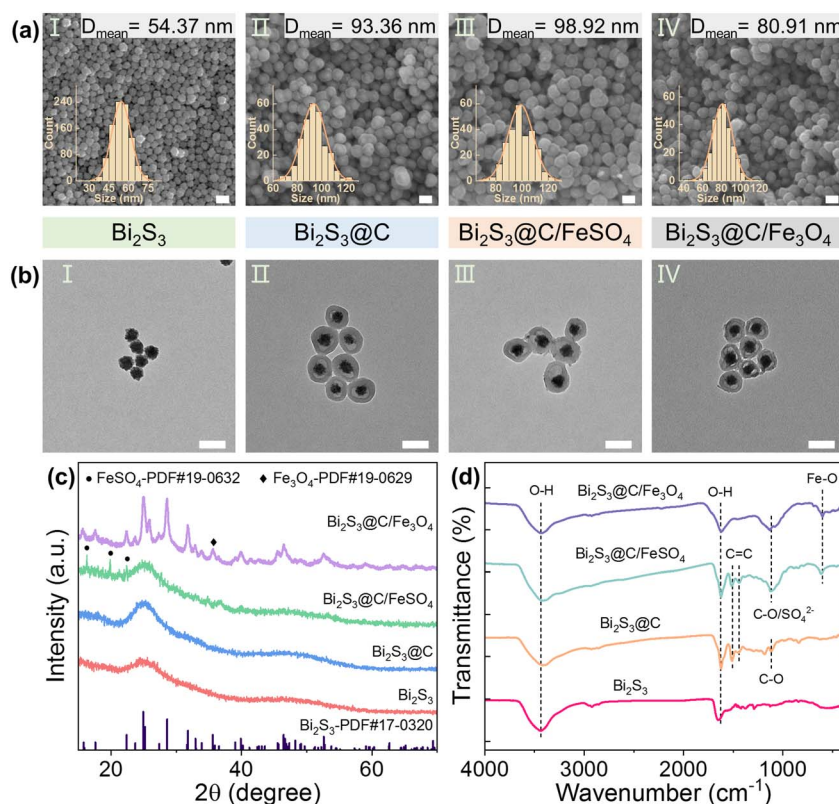 (a) I D_mean = 54.37 nm II D_mean = 93.36 nm III D_mean = 98.92 nm IV D_mean = 80.91 nm
Count 240 160 80 0
30 45 60 75
Size (nm)
Count 60 40 20 0
60 80 100 120
Size (nm)
Count 60 40 20 0
80 100 120
Size (nm)
Count 60 40 20 0
40 60 80 100 120
Size (nm)
Bi₂S₃ Bi₂S₃@C Bi₂S₃@C/FeSO₄ Bi₂S₃@C/Fe₃O₄
(b) I II III IV
(c) ● FeSO₄-PDF#19-0632 ♦ Fe₃O₄-PDF#19-0629
Bi₂S₃@C/Fe₃O₄
Bi₂S₃@C/FeSO₄
Bi₂S₃@C
Bi₂S₃
Bi₂S₃-PDF#17-0320
Intensity (a.u.)
20 40 60
2θ (degree)
(d)
O-H Bi₂S₃@C/Fe₃O₄ O-H Fe-O
Bi₂S₃@C/FeSO₄ C=C
C-O/SO₄²⁻
Bi₂S₃@C
C-O
Bi₂S₃
Transmittance (%)
4000 3000 2000 1000
Wavenumber (cm⁻¹)